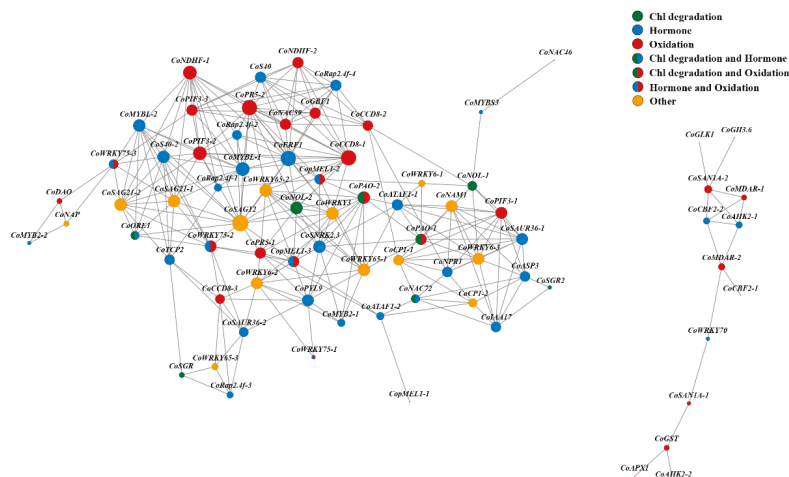 Chl degradation
Hormone
Oxidation
Chl degradation and Hormone
Chl degradation and Oxidation
Hormone and Oxidation
Other
CoNAC46
CoNDHF-2
CoNDHF-1
CoS40
CoRap2.4f-4
CoPR5-2
CoPIF3-3
CoGBF1
CoMYBS3
CoMYBL-2
CoNAC59
CoCCD8-2
CoRap2.4f-2
CoGLK1
CoGH3.6
CoPIF3-2
CoS40-2
CoERF1
CoCCD8-1
CoWRKY75-3
CoMYBL-1
CopMEL1-2
CoNOL-1
CoSAN1A-2
CoWRKY6-1
CoRap2.4f-1
CoWRKY65-2
CoPAO-2
CoDAO
CoSAG21-2
CoSAG21-1
CoNOL-2
CoATAF1-1
CoNAM1
CoMDAR-1
CoWRKY3
CoPIF3-1
CoCBF2-2
CoAHK2-1
CoNAP
CoSAG12
CoORE1
CoPAO-1
CoSAUR36-1
CoMYB2-2
CoWRKY75-2
CoPR5-1
CoSNRK2.3
CoTCP2
CopMEL1-3
CoCP1-1
CoWRKY6-3
CoMDAR-2
CoWRKY65-1
CoNPR1
CoASP3
CoWRKY6-2
CoSGR2
CoCCD8-3
CoPYL9
CoNAC72
CoCP1-2
CoCBF2-1
CoATAF1-2
CoMYB2-1
CoIAA17
CoSAUR36-2
CoWRKY70
CoWRKY75-1
CoWRKY65-3
CoSGR
CoRap2.4f-3
CopMEL1-1
CoSAN1A-1
CoGST
CoAPX1
CoAHK2-2